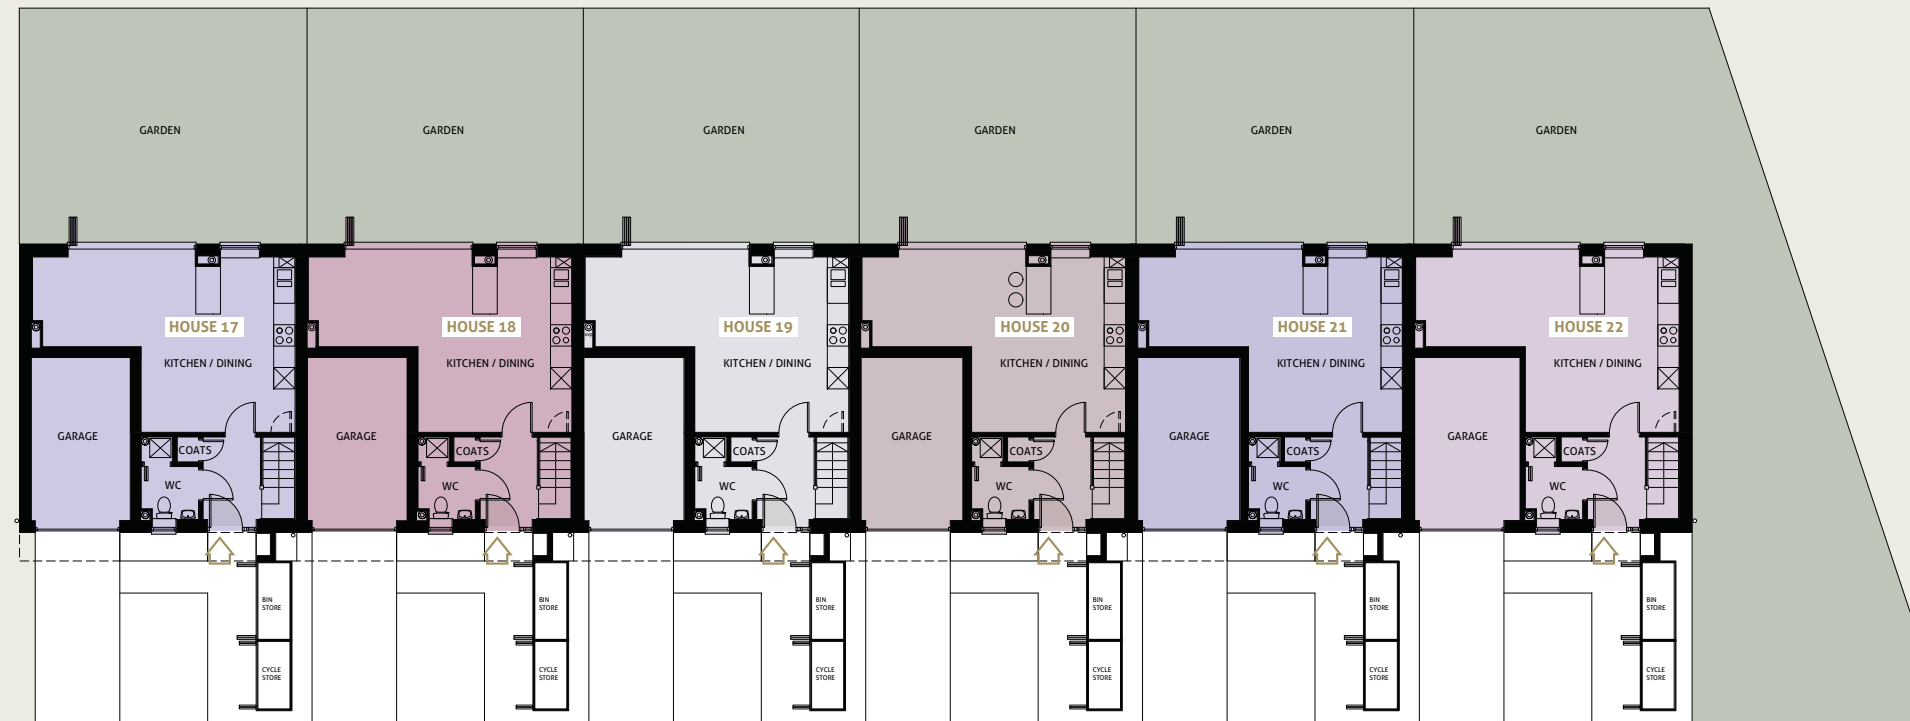 GARDEN
GARDEN
GARDEN
GARDEN
GARDEN
GARDEN
HOUSE 17
HOUSE 18
HOUSE 19
HOUSE 20
HOUSE 21
HOUSE 22
KITCHEN / DINING
KITCHEN / DINING
KITCHEN / DINING
KITCHEN / DINING
KITCHEN / DINING
KITCHEN / DINING
GARAGE
GARAGE
GARAGE
GARAGE
GARAGE
GARAGE
COATS
COATS
COATS
COATS
COATS
COATS
WC
WC
WC
WC
WC
WC
BIN
STORE
BIN
STORE
BIN
STORE
BIN
STORE
BIN
STORE
BIN
STORE
CYCLE
STORE
CYCLE
STORE
CYCLE
STORE
CYCLE
STORE
CYCLE
STORE
CYCLE
STORE